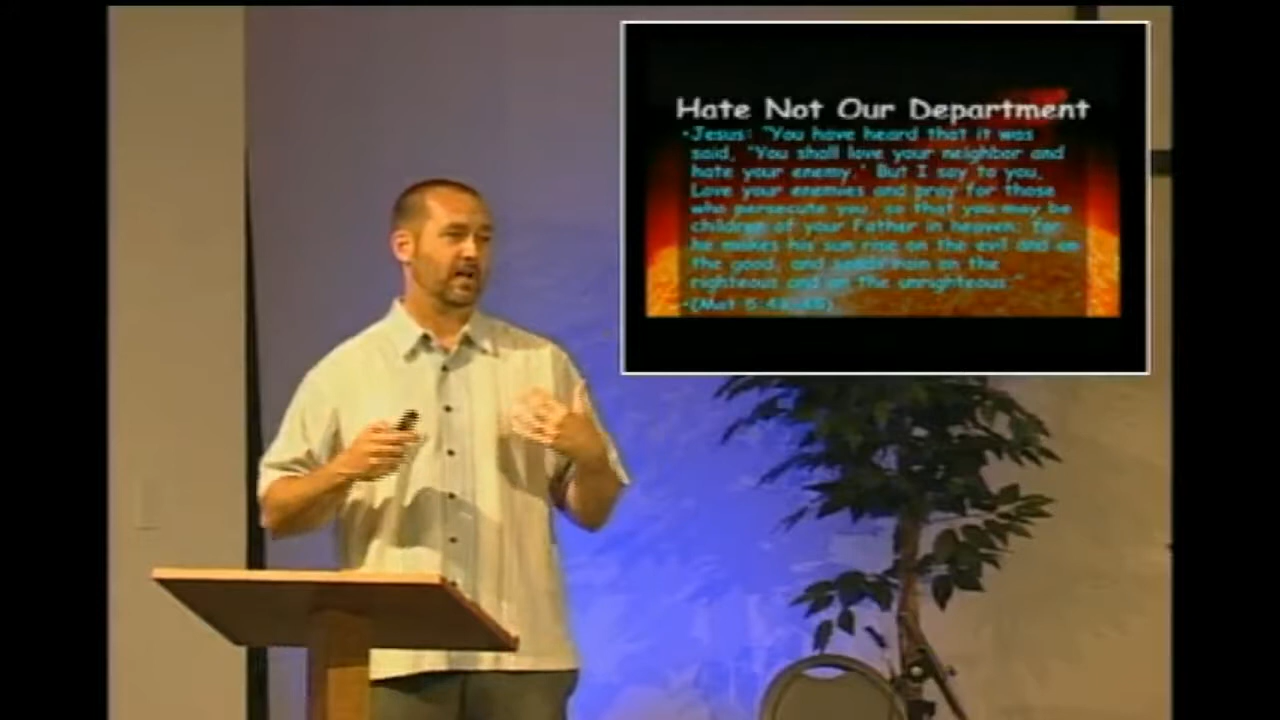 Hate Not Our Department
•Jesus: "You have heard that it was
said, "You shall love your neighbor and
hate your enemy.' But I say to you,
Love your enemies and pray for those
who persecute you, so that you may be
children of your Father in heaven; for
he makes his sun rise on the evil and on
the good, and sends rain on the
righteous and on the unrighteous."
•(Mat